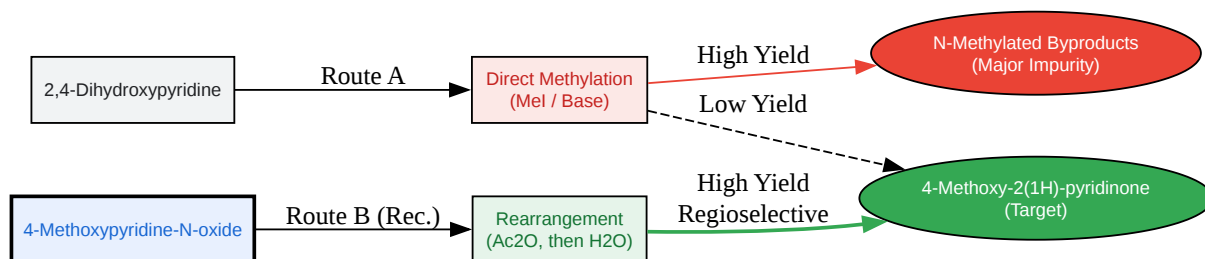 2,4-Dihydroxypyridine
Route A
Direct Methylation
(MeI / Base)
High Yield
N-Methylated Byproducts
(Major Impurity)
Low Yield
4-Methoxypyridine-N-oxide
Route B (Rec.)
Rearrangement
(Ac2O, then H2O)
High Yield
Regioselective
4-Methoxy-2(1H)-pyridinone
(Target)